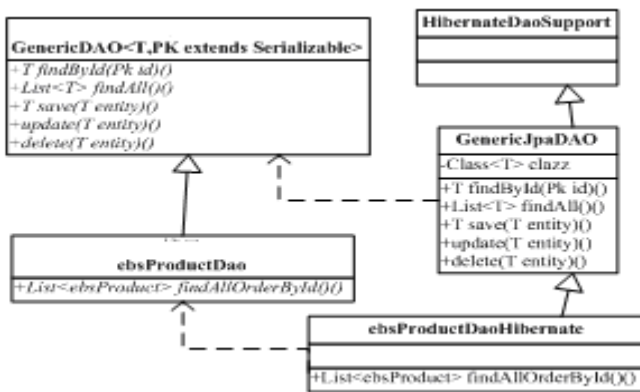 GenericDAO<T,PK extends Serializable>
+T findById(Pk id)()
+List<T> findAll()()
+T save(T entity)()
+update(T entity)()
+delete(T entity)()
HibernateDaoSupport
GenericJpaDAO
-Class<T> clazz
+T findById(Pk id)()
+List<T> findAll()()
+T save(T entity)()
+update(T entity)()
+delete(T entity)()
ebsProductDao
+List<ebsProduct> findAllOrderById()()
ebsProductDaoHibernate
+List<ebsProduct> findAllOrderById()()